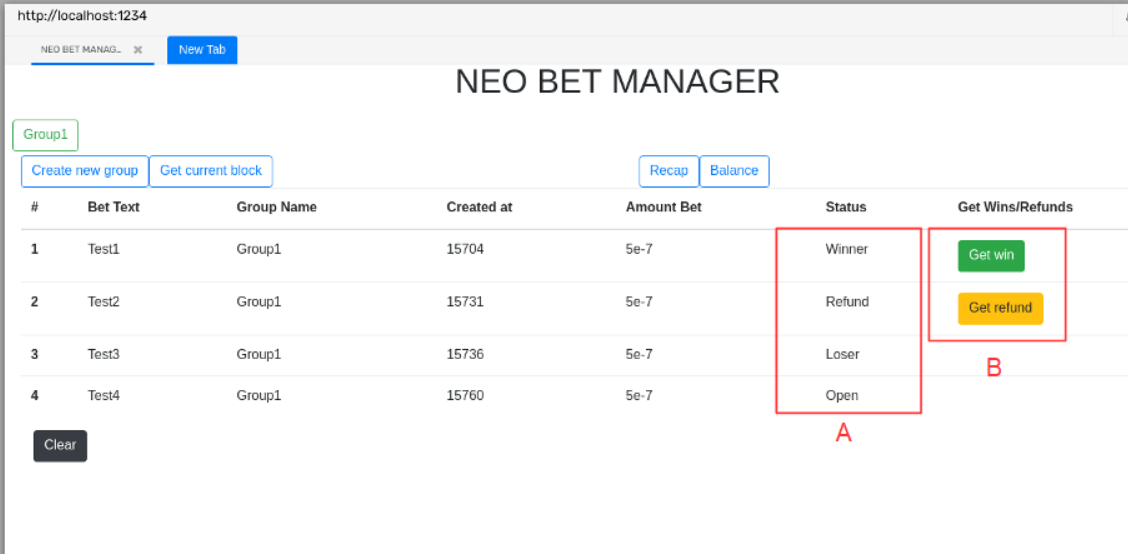 http://localhost:1234
NEO BET MANAG.. ✕ New Tab
NEO BET MANAGER
Group1
Create new group Get current block Recap Balance
# Bet Text Group Name Created at Amount Bet Status Get Wins/Refunds
1 Test1 Group1 15704 5e-7 Winner Get win
2 Test2 Group1 15731 5e-7 Refund Get refund
3 Test3 Group1 15736 5e-7 Loser
4 Test4 Group1 15760 5e-7 Open
B
A
Clear